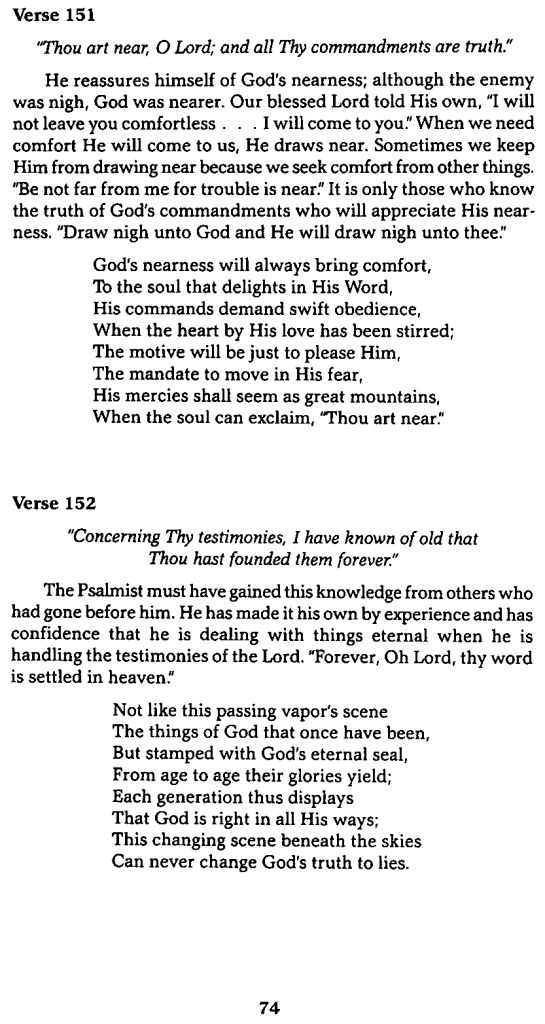 Verse 151
"Thou art near, O Lord; and all Thy commandments are truth."
He reassures himself of God's nearness; although the enemy
was nigh, God was nearer. Our blessed Lord told His own, "I will
not leave you comfortless . . . I will come to you." When we need
comfort He will come to us, He draws near. Sometimes we keep
Him from drawing near because we seek comfort from other things.
"Be not far from me for trouble is near." It is only those who know
the truth of God's commandments who will appreciate His near-
ness. "Draw nigh unto God and He will draw nigh unto thee."
God's nearness will always bring comfort,
To the soul that delights in His Word,
His commands demand swift obedience,
When the heart by His love has been stirred;
The motive will be just to please Him,
The mandate to move in His fear,
His mercies shall seem as great mountains,
When the soul can exclaim, "Thou art near."
Verse 152
"Concerning Thy testimonies, I have known of old that
Thou hast founded them forever."
The Psalmist must have gained this knowledge from others who
had gone before him. He has made it his own by experience and has
confidence that he is dealing with things eternal when he is
handling the testimonies of the Lord. "Forever, Oh Lord, thy word
is settled in heaven."
Not like this passing vapor's scene
The things of God that once have been,
But stamped with God's eternal seal,
From age to age their glories yield;
Each generation thus displays
That God is right in all His ways;
This changing scene beneath the skies
Can never change God's truth to lies.
74